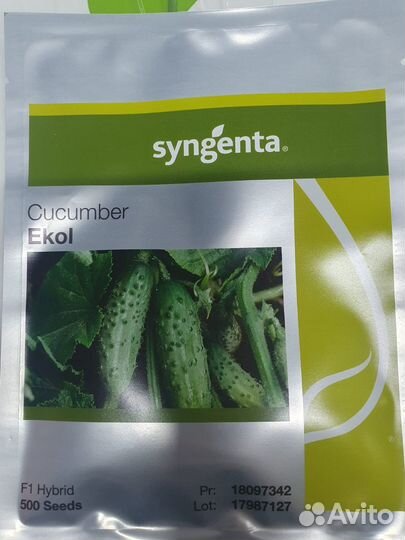 syngenta®
Cucumber
Ekol
F1 Hybrid
500 Seeds
Pr: 18097342
Lot: 17987127
Avito